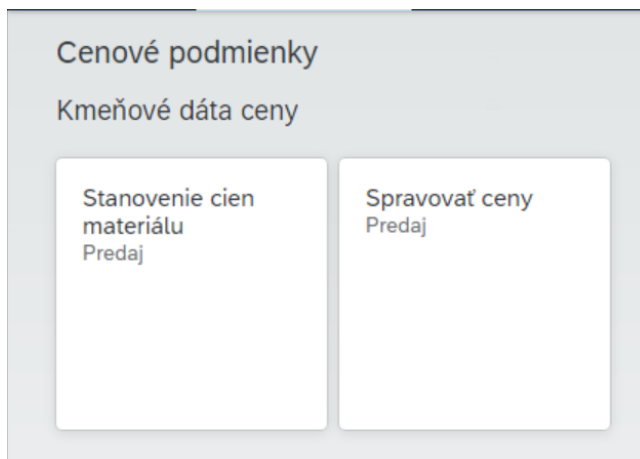 Cenové podmienky
Kmeňové dáta ceny
Stanovenie cien
materiálu
Predaj
Spravovať ceny
Predaj